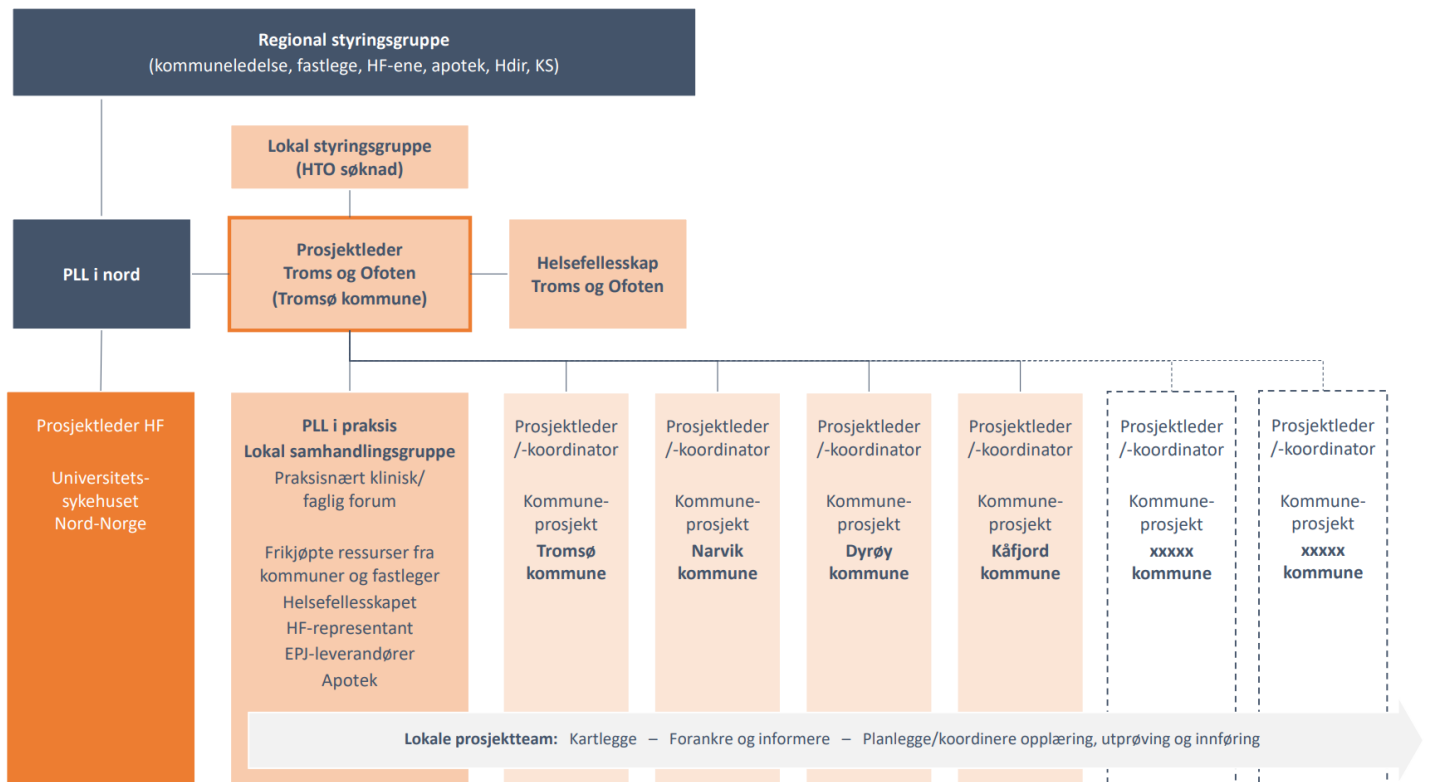 Regional styringsgruppe
(kommuneledelse, fastlege, HF-ene, apotek, Hdir, KS)
Lokal styringsgruppe
(HTO søknad)
PLL i nord
Prosjektleder
Troms og Ofoten
(Tromsø kommune)
Helsefellesskap
Troms og Ofoten
Prosjektleder HF
Universitets-
sykehuset
Nord-Norge
PLL i praksis
Lokal samhandlingsgruppe
Praksisnært klinisk/
faglig forum
Frikjøpte ressurser fra
kommuner og fastleger
Helsefellesskapet
HF-representant
EPJ-leverandører
Apotek
Prosjektleder
/-koordinator
Kommune-
prosjekt
Tromsø
kommune
Prosjektleder
/-koordinator
Kommune-
prosjekt
Narvik
kommune
Prosjektleder
/-koordinator
Kommune-
prosjekt
Dyrøy
kommune
Prosjektleder
/-koordinator
Kommune-
prosjekt
Kåfjord
kommune
Prosjektleder
/-koordinator
Kommune-
prosjekt
xxxxx
kommune
Prosjektleder
/-koordinator
Kommune-
prosjekt
xxxxx
kommune
Lokale prosjektteam: Kartlegge – Forankre og informere – Planlegge/koordinere opplæring, utprøving og innføring